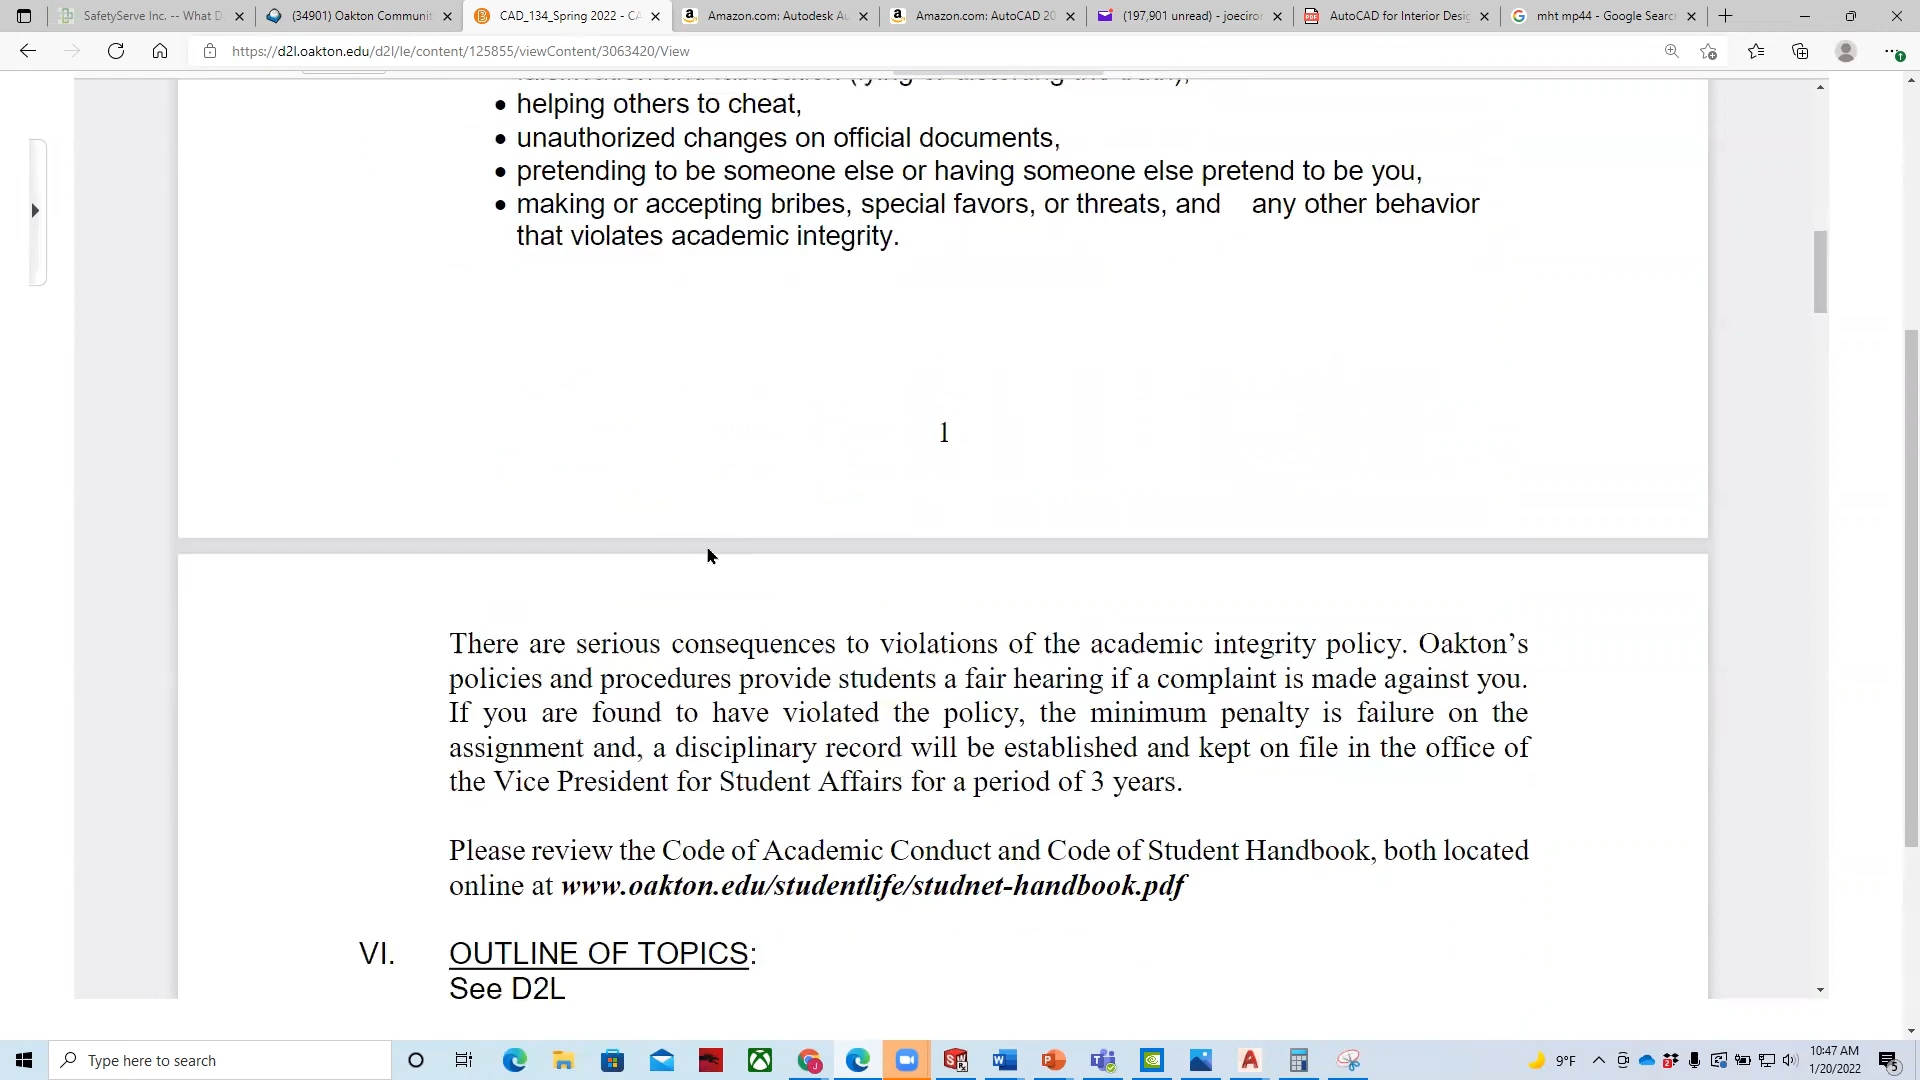 SafetyServe Inc. -- What D
(34901) Oakton Communit
CAD_134_Spring 2022 - CA
Amazon.com: Autodesk Au
Amazon.com: AutoCAD 20
(197,901 unread) - joeciror
AutoCAD for Interior Desig
mht mp44 - Google Searc
https://d2l.oakton.edu/d2l/le/content/125855/viewContent/3063420/View
• helping others to cheat,
• unauthorized changes on official documents,
• pretending to be someone else or having someone else pretend to be you,
• making or accepting bribes, special favors, or threats, and any other behavior
that violates academic integrity.
1
There are serious consequences to violations of the academic integrity policy. Oakton’s
policies and procedures provide students a fair hearing if a complaint is made against you.
If you are found to have violated the policy, the minimum penalty is failure on the
assignment and, a disciplinary record will be established and kept on file in the office of
the Vice President for Student Affairs for a period of 3 years.
Please review the Code of Academic Conduct and Code of Student Handbook, both located
online at www.oakton.edu/studentlife/studnet-handbook.pdf
VI. OUTLINE OF TOPICS:
See D2L
Type here to search
9°F
10:47 AM
1/20/2022
5